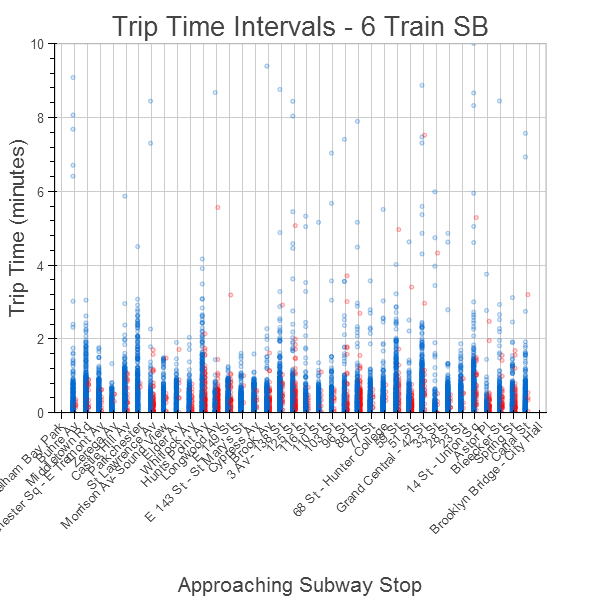 Trip Time Intervals - 6 Train SB
10
8
6
4
2
0
Trip Time (minutes)
lham Bay Park
Buhre Av
Middletown Rd
hester Sq - E Tremont Av
Zerega Av
Castle Hill Av
Parkchester
St Lawrence Av
Morrison Av- Sound View
Elder Av
Whitlock Av
Hunts Point Av
Longwood Av
E 149 St
E 143 St - St Mary's St
Cypress Av
3 Av - 138 St
125 St
116 St
110 St
103 St
96 St
86 St
77 St
68 St - Hunter College
59 St
51 St
Grand Central - 42 St
33 St
28 St
23 St
14 St - Union Sq
Astor Pl
Bleecker St
Spring St
Canal St
Brooklyn Bridge - City Hall
Approaching Subway Stop